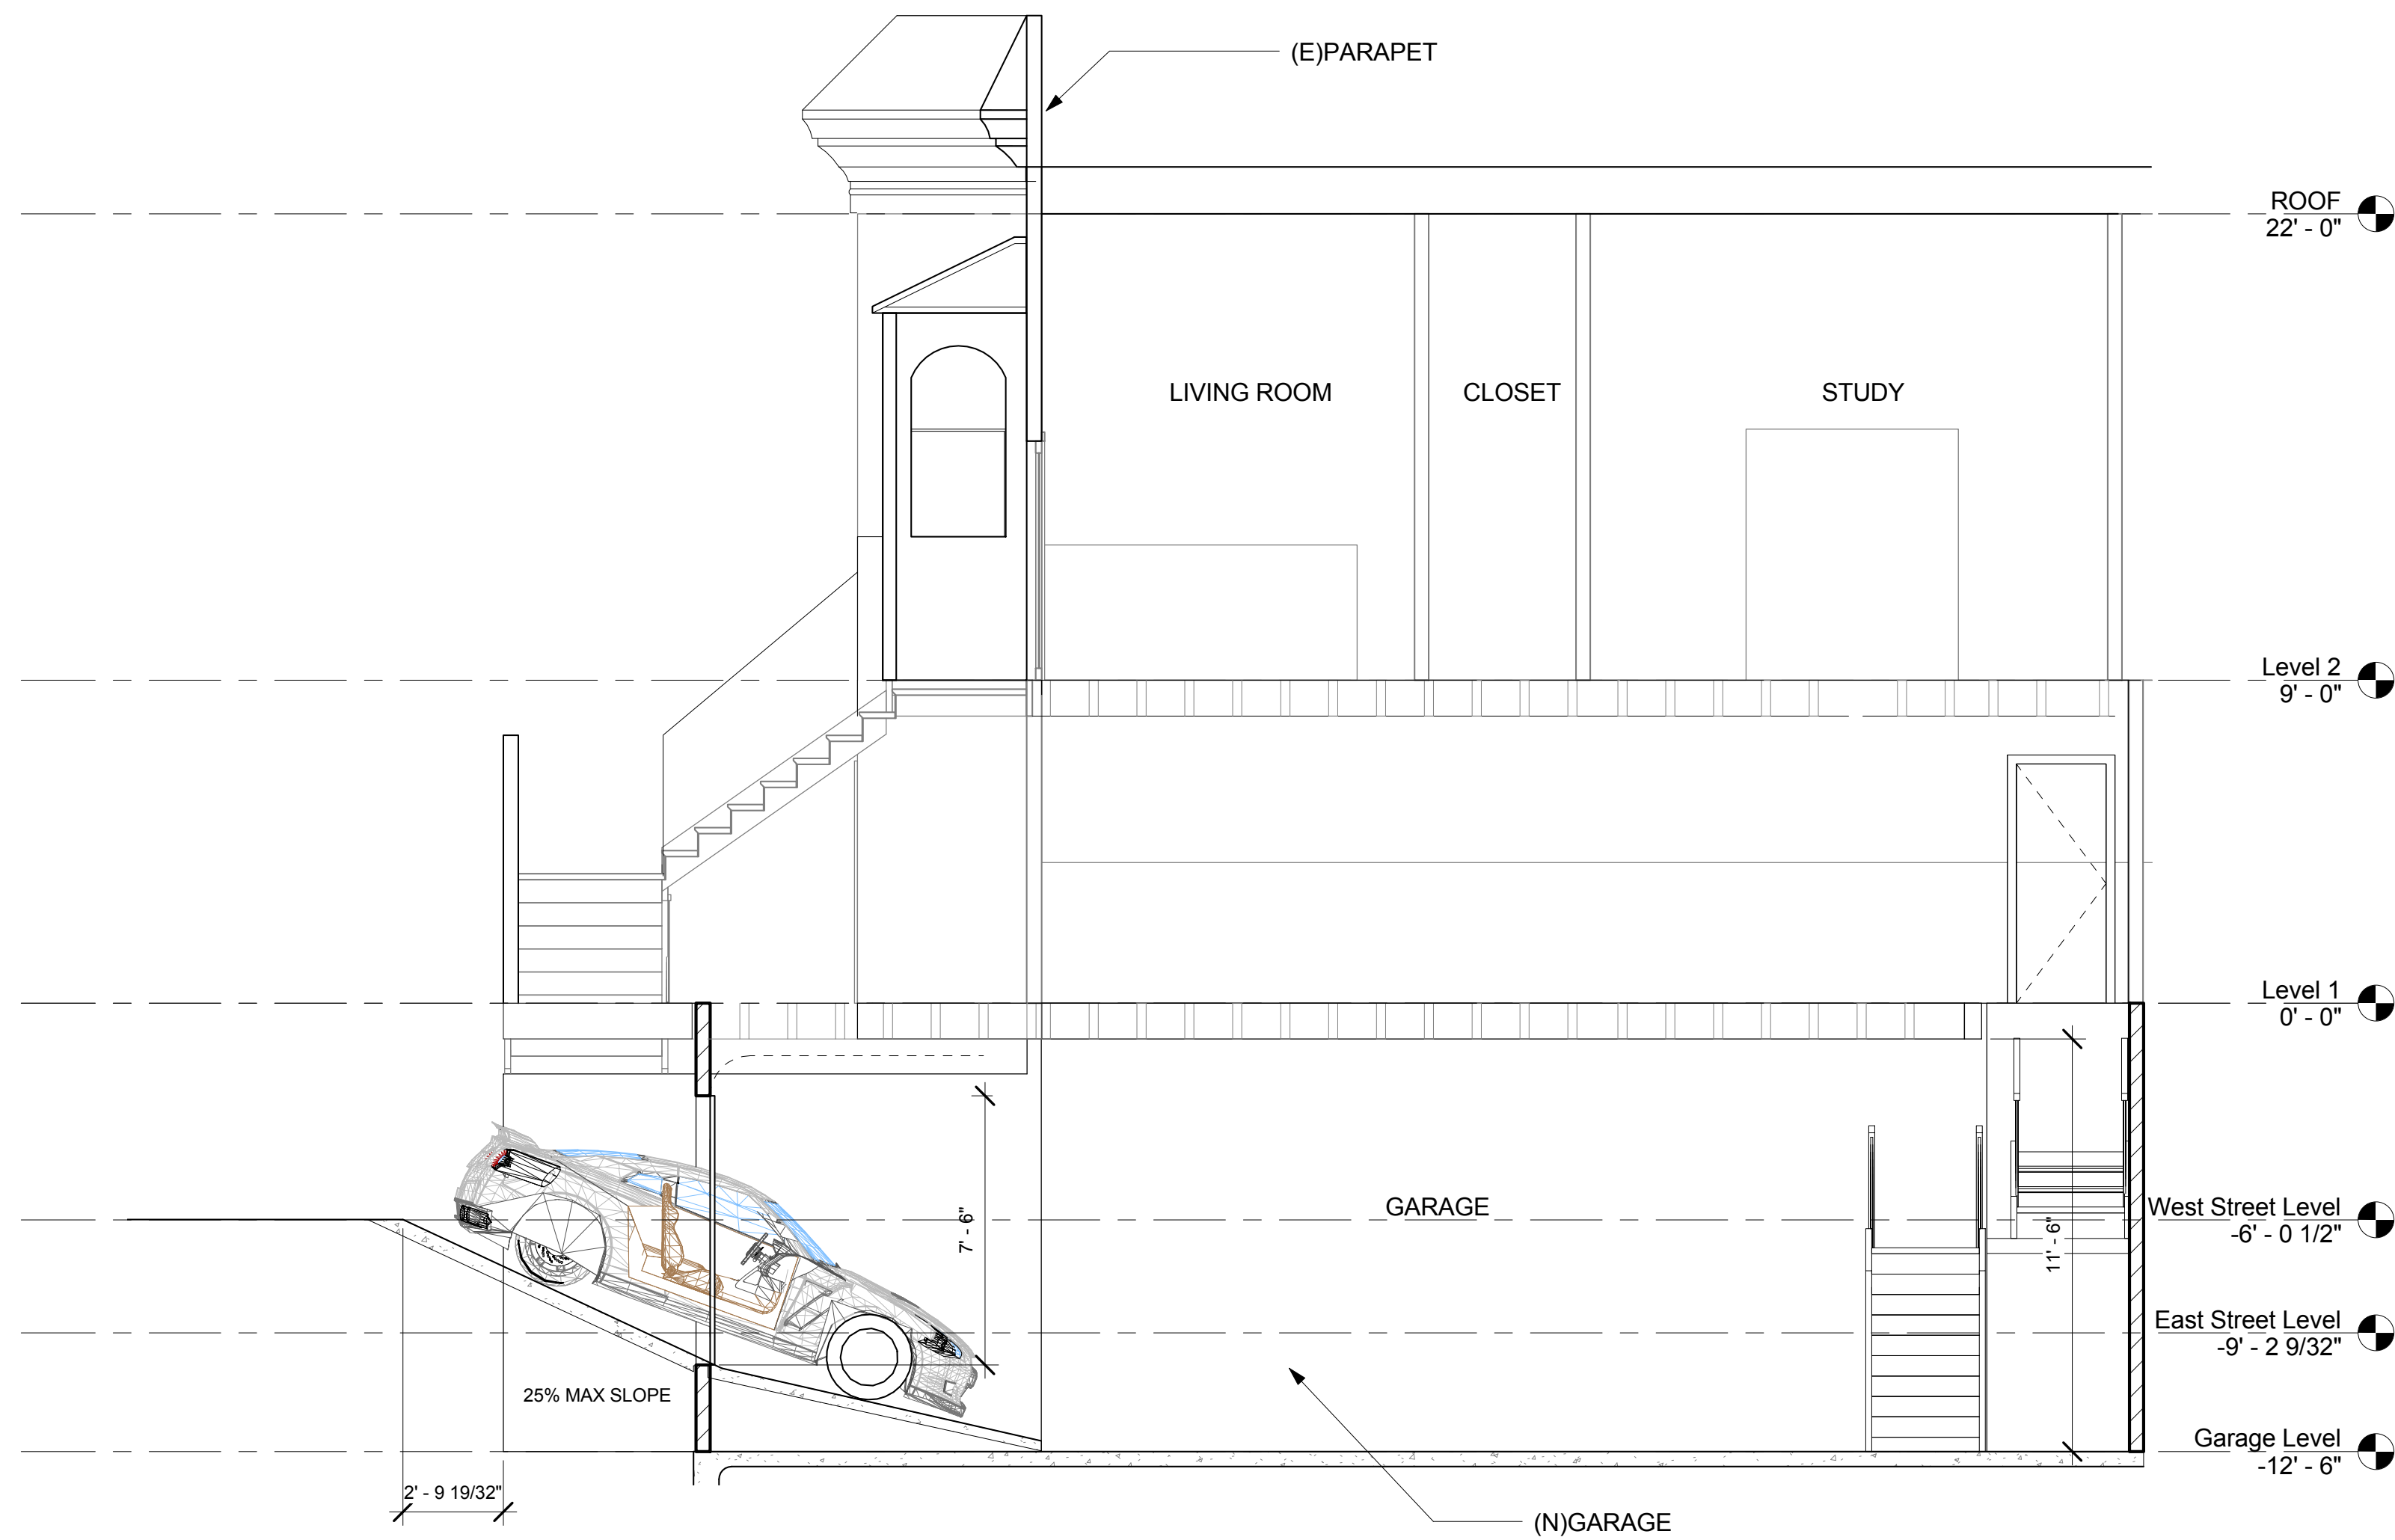 (E)PARAPET
ROOF
22' - 0"
LIVING ROOM
CLOSET
STUDY
Level 2
9' - 0"
Level 1
0' - 0"
7' - 6"
GARAGE
11' - 6"
West Street Level
-6' - 0 1/2"
East Street Level
-9' - 2 9/32"
25% MAX SLOPE
Garage Level
-12' - 6"
2' - 9 19/32"
(N)GARAGE